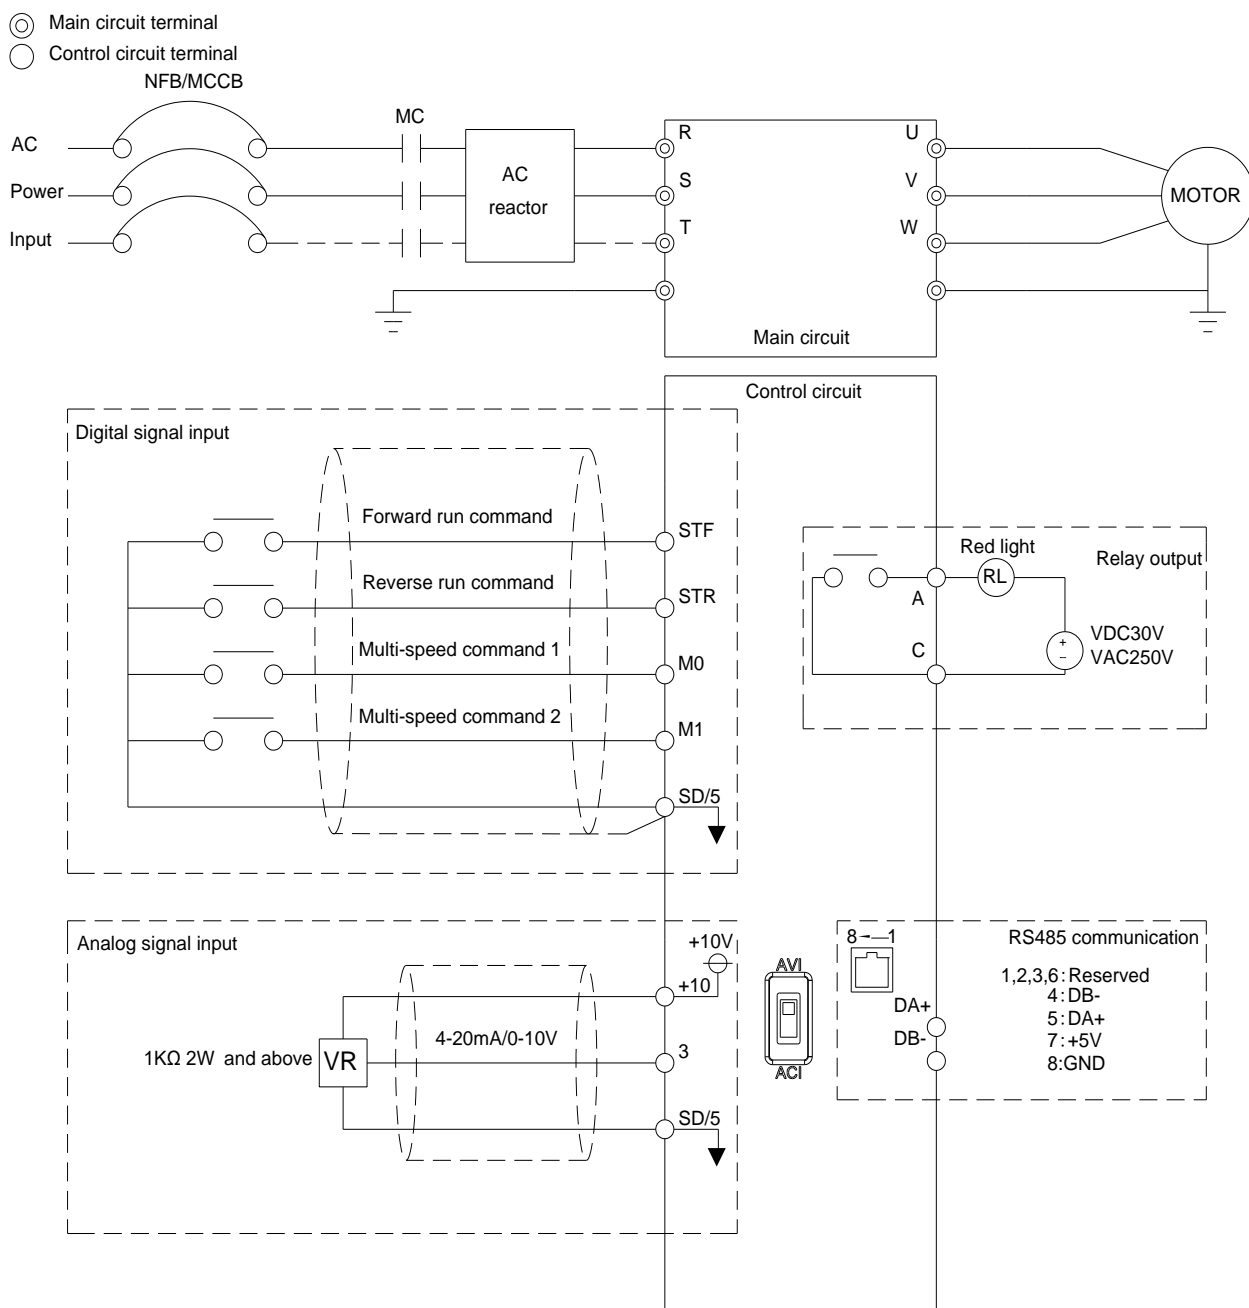 Main circuit terminal
Control circuit terminal
NFB/MCCB
MC
AC
Power
Input
AC
reactor
R
S
T
U
V
W
MOTOR
Main circuit
Control circuit
Digital signal input
Forward run command
STF
Reverse run command
STR
Multi-speed command 1
M0
Multi-speed command 2
M1
SD/5
Red light
Relay output
RL
A
C
+
−
VDC30V
VAC250V
Analog signal input
+10V
+10
4-20mA/0-10V
3
1KΩ 2W and above
VR
SD/5
AVI
ACI
8 1
RS485 communication
1,2,3,6:Reserved
4:DB-
5:DA+
7:+5V
8:GND
DA+
DB-